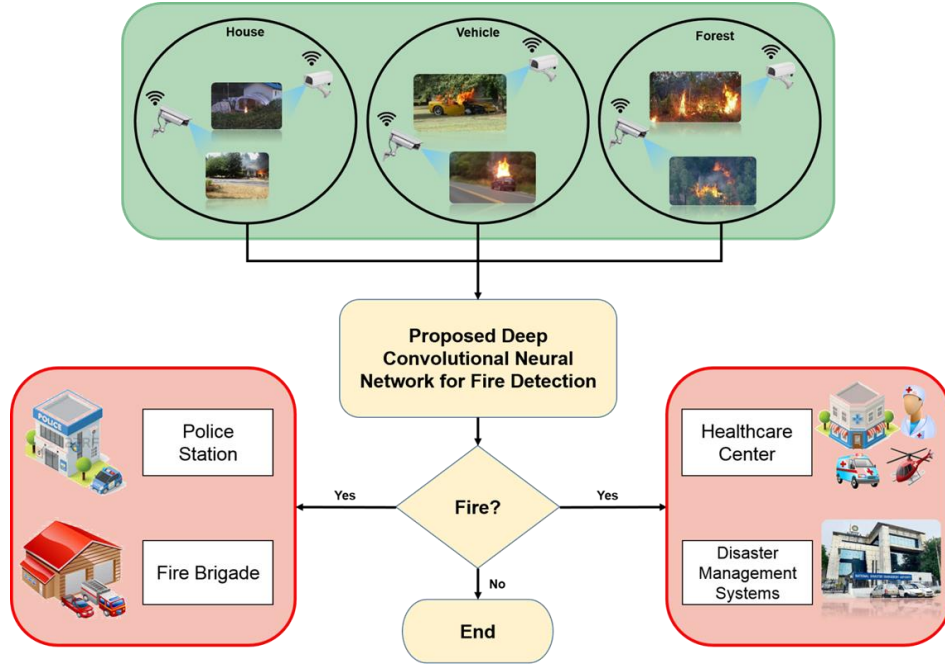 House
Vehicle
Forest
Proposed Deep
Convolutional Neural
Network for Fire Detection
POLICE
Police
Station
Healthcare
Center
Yes
Fire?
Yes
Fire Brigade
Disaster
Management
Systems
No
End